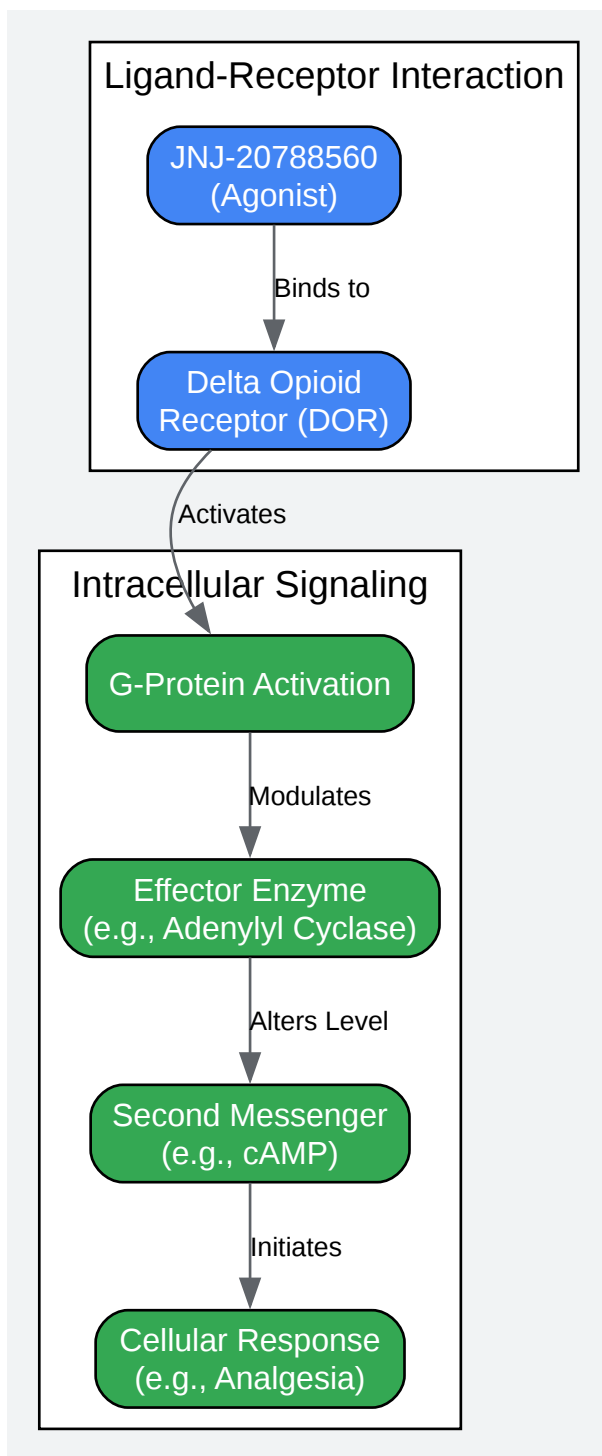 Ligand-Receptor Interaction
JNJ-20788560
(Agonist)
Binds to
Delta Opioid
Receptor (DOR)
Activates
Intracellular Signaling
G-Protein Activation
Modulates
Effector Enzyme
(e.g., Adenylyl Cyclase)
Alters Level
Second Messenger
(e.g., cAMP)
Initiates
Cellular Response
(e.g., Analgesia)